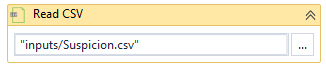 Read CSV
"inputs/Suspicion.csv"
...